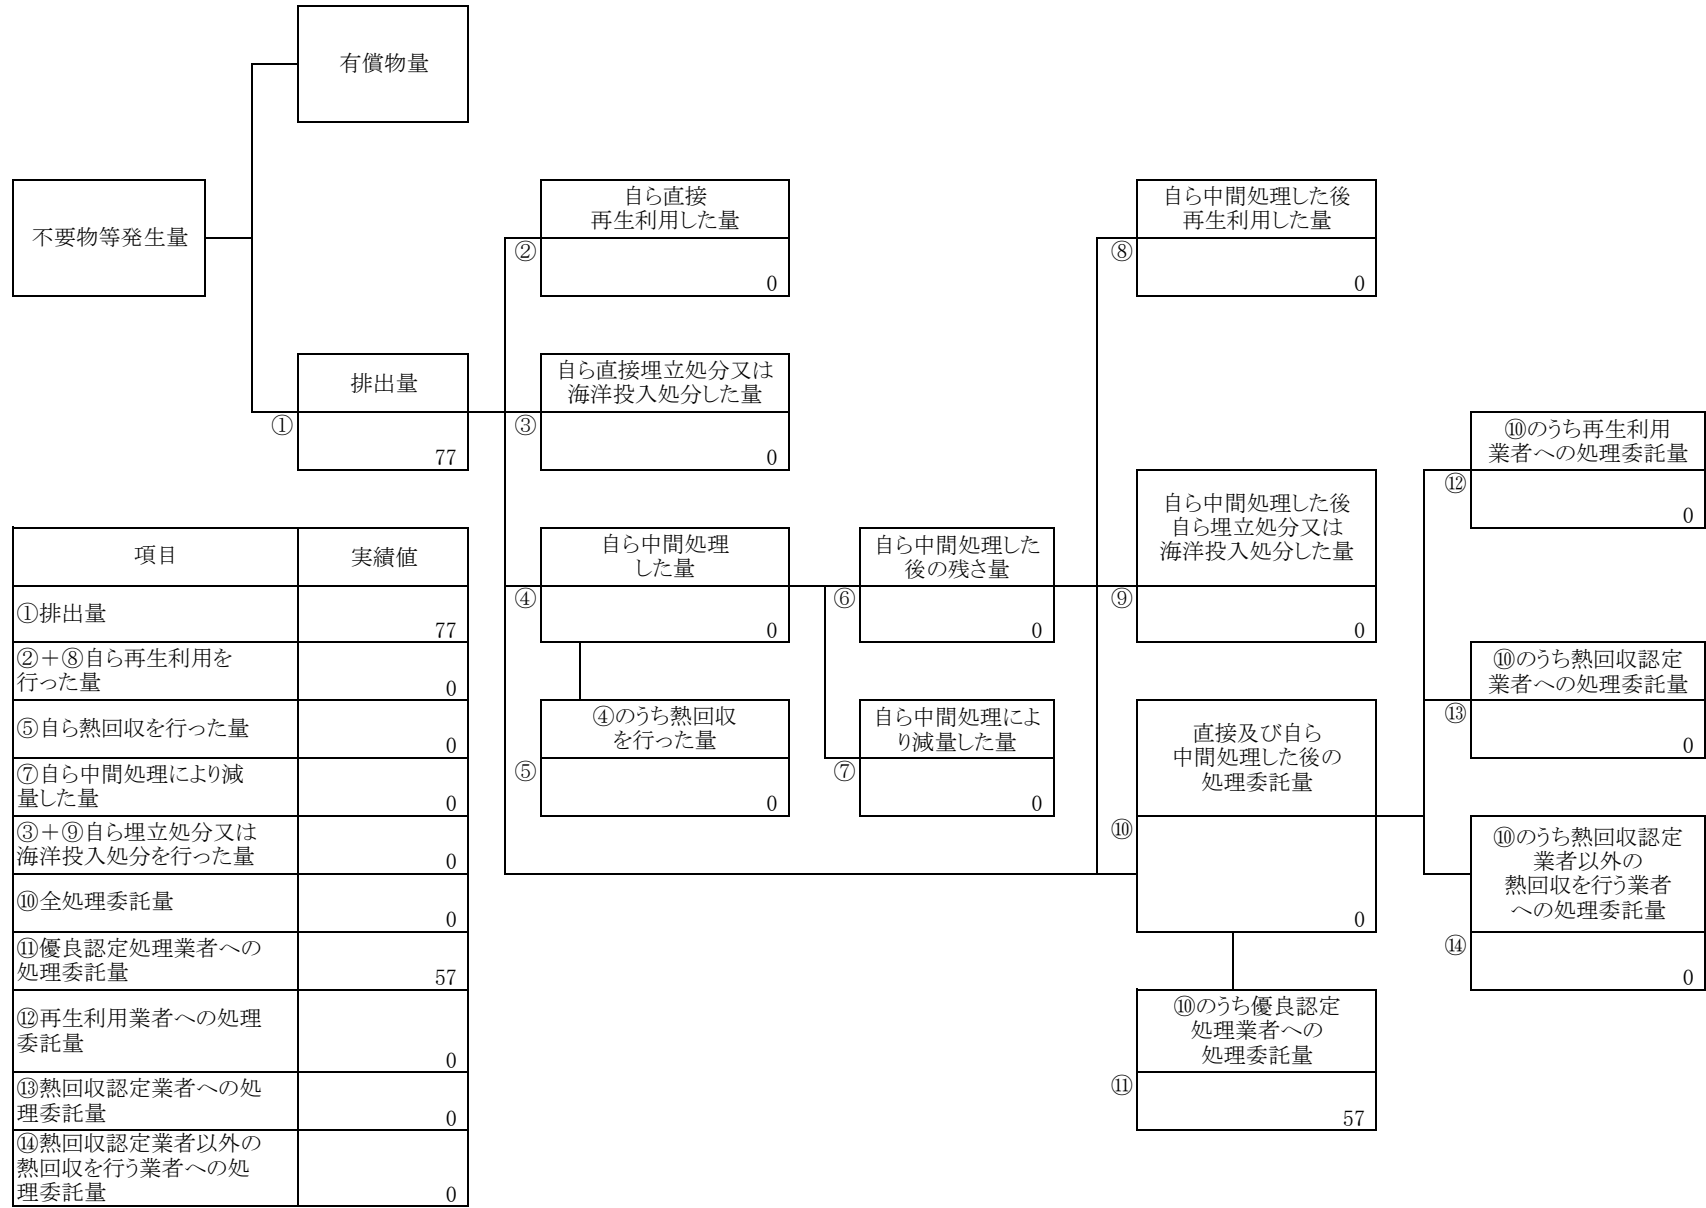 有償物量
不要物等発生量
自ら直接
再生利用した量
②
0
自ら中間処理した後
再生利用した量
⑧
0
排出量
①
77
自ら直接埋立処分又は
海洋投入処分した量
③
0
⑩のうち再生利用
業者への処理委託量
⑫
0
自ら中間処理
した量
④
0
自ら中間処理した
後の残さ量
⑥
0
自ら中間処理した後
自ら埋立処分又は
海洋投入処分した量
⑨
0
⑩のうち熱回収認定
業者への処理委託量
⑬
0
④のうち熱回収
を行った量
⑤
0
自ら中間処理によ
り減量した量
⑦
0
直接及び自ら
中間処理した後の
処理委託量
⑩
0
⑩のうち熱回収認定
業者以外の
熱回収を行う業者
への処理委託量
⑭
0
⑩のうち優良認定
処理業者への
処理委託量
⑪
57
項目 実績値
①排出量
77
②＋⑧自ら再生利用を
行った量 0
⑤自ら熱回収を行った量
0
⑦自ら中間処理により減
量した量 0
③＋⑨自ら埋立処分又は
海洋投入処分を行った量 0
⑩全処理委託量
0
⑪優良認定処理業者への
処理委託量 57
⑫再生利用業者への処理
委託量 0
⑬熱回収認定業者への処
理委託量 0
⑭熱回収認定業者以外の
熱回収を行う業者への処
理委託量 0